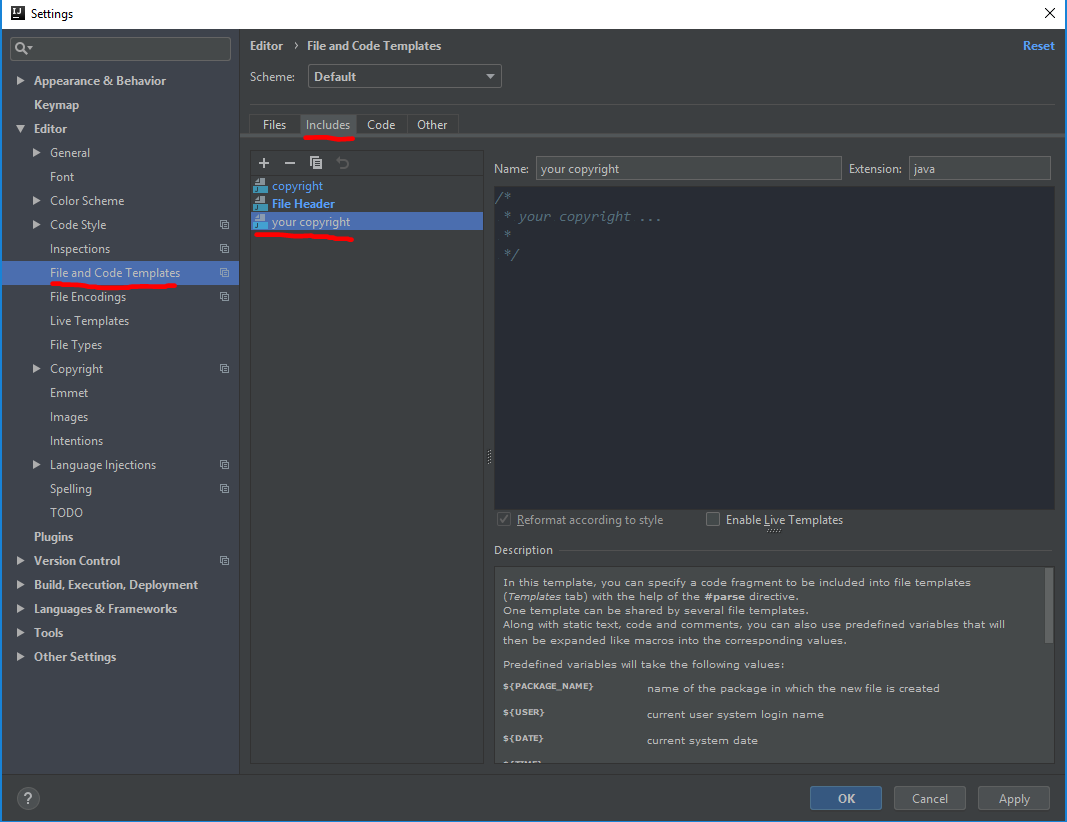 IJ Settings
Editor › File and Code Templates Reset
Scheme: Default
Appearance & Behavior
Keymap
Editor
General
Font
Color Scheme
Code Style
Inspections
File and Code Templates
File Encodings
Live Templates
File Types
Copyright
Emmet
Images
Intentions
Language Injections
Spelling
TODO
Plugins
Version Control
Build, Execution, Deployment
Languages & Frameworks
Tools
Other Settings
Files Includes Code Other
copyright
File Header
your copyright
Name: your copyright Extension: java
/*
* your copyright ...
*
*/
Reformat according to style Enable Live Templates
Description
In this template, you can specify a code fragment to be included into file templates
(Templates tab) with the help of the #parse directive.
One template can be shared by several file templates.
Along with static text, code and comments, you can also use predefined variables that will
then be expanded like macros into the corresponding values.
Predefined variables will take the following values:
${PACKAGE_NAME} name of the package in which the new file is created
${USER} current user system login name
${DATE} current system date
? OK Cancel Apply